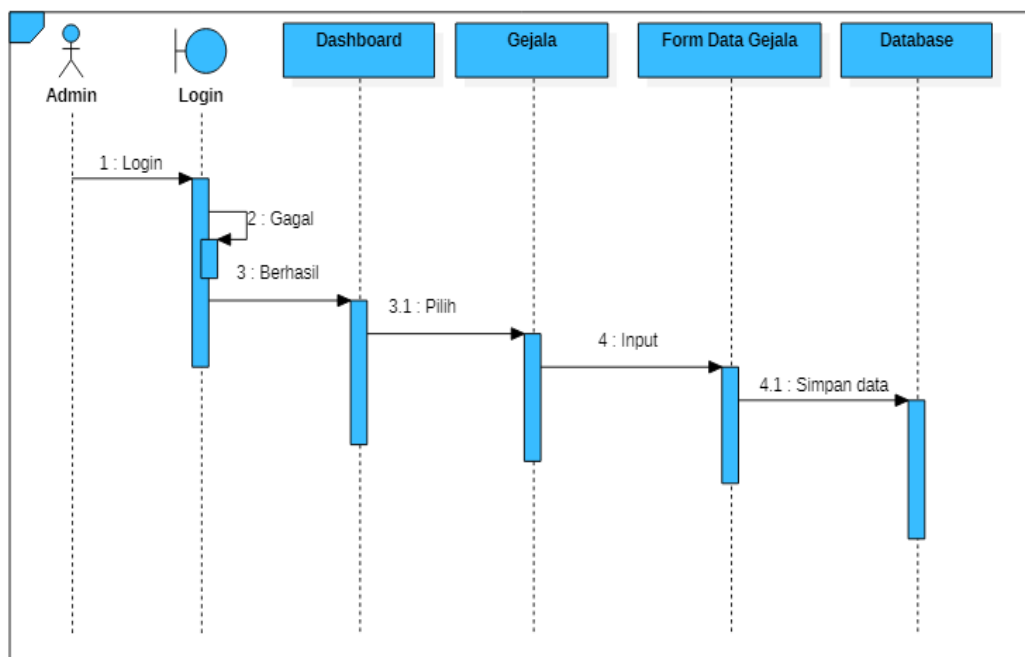 Dashboard
Gejala
Form Data Gejala
Database
Admin
Login
1 : Login
2 : Gagal
3 : Berhasil
3.1 : Pilih
4 : Input
4.1 : Simpan data